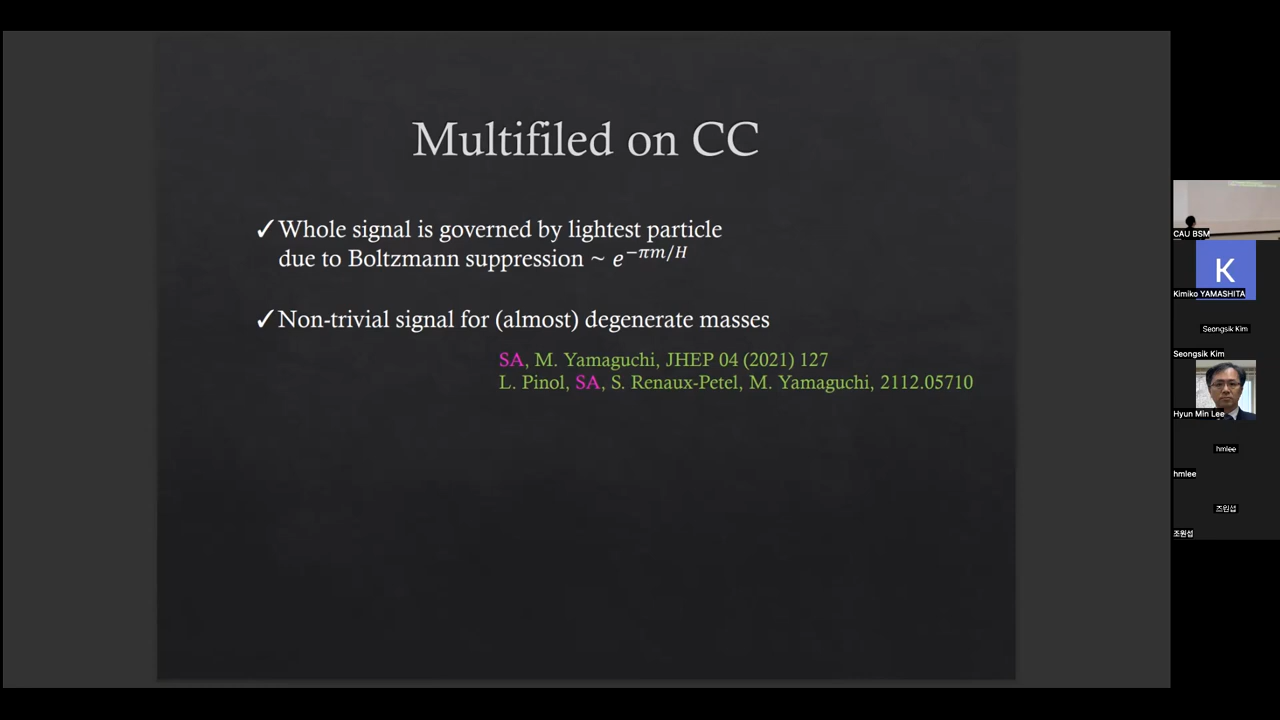 Multifiled on CC
✓ Whole signal is governed by lightest particle
due to Boltzmann suppression ~ e^{-πm/H}
✓ Non-trivial signal for (almost) degenerate masses
SA, M. Yamaguchi, JHEP 04 (2021) 127
L. Pinol, SA, S. Renaux-Petel, M. Yamaguchi, 2112.05710
CAU BSM
K
Kimiko YAMASHITA
Seongsik Kim
Seongsik Kim
Hyun Min Lee
hmlee
hmlee
조원섭
조원섭